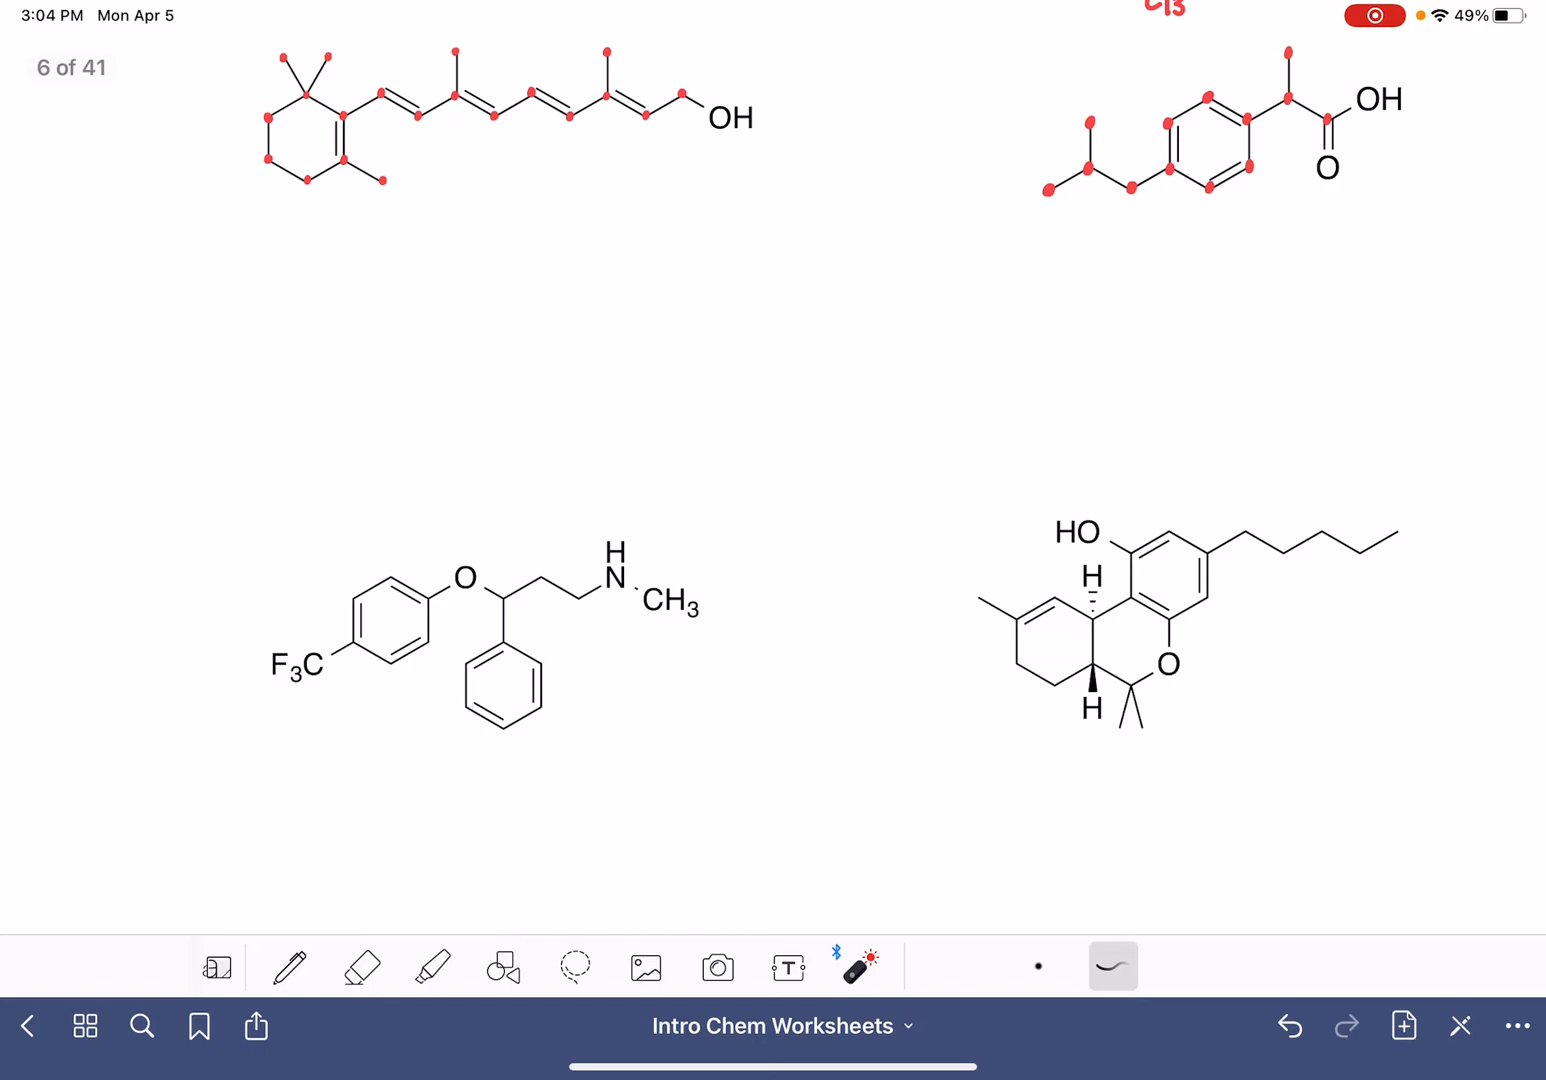 3:04 PM Mon Apr 5
C13
49%
6 of 41
OH
OH
O
HO
H
H
O
N
CH3
F3C
O
H
Intro Chem Worksheets
T
a